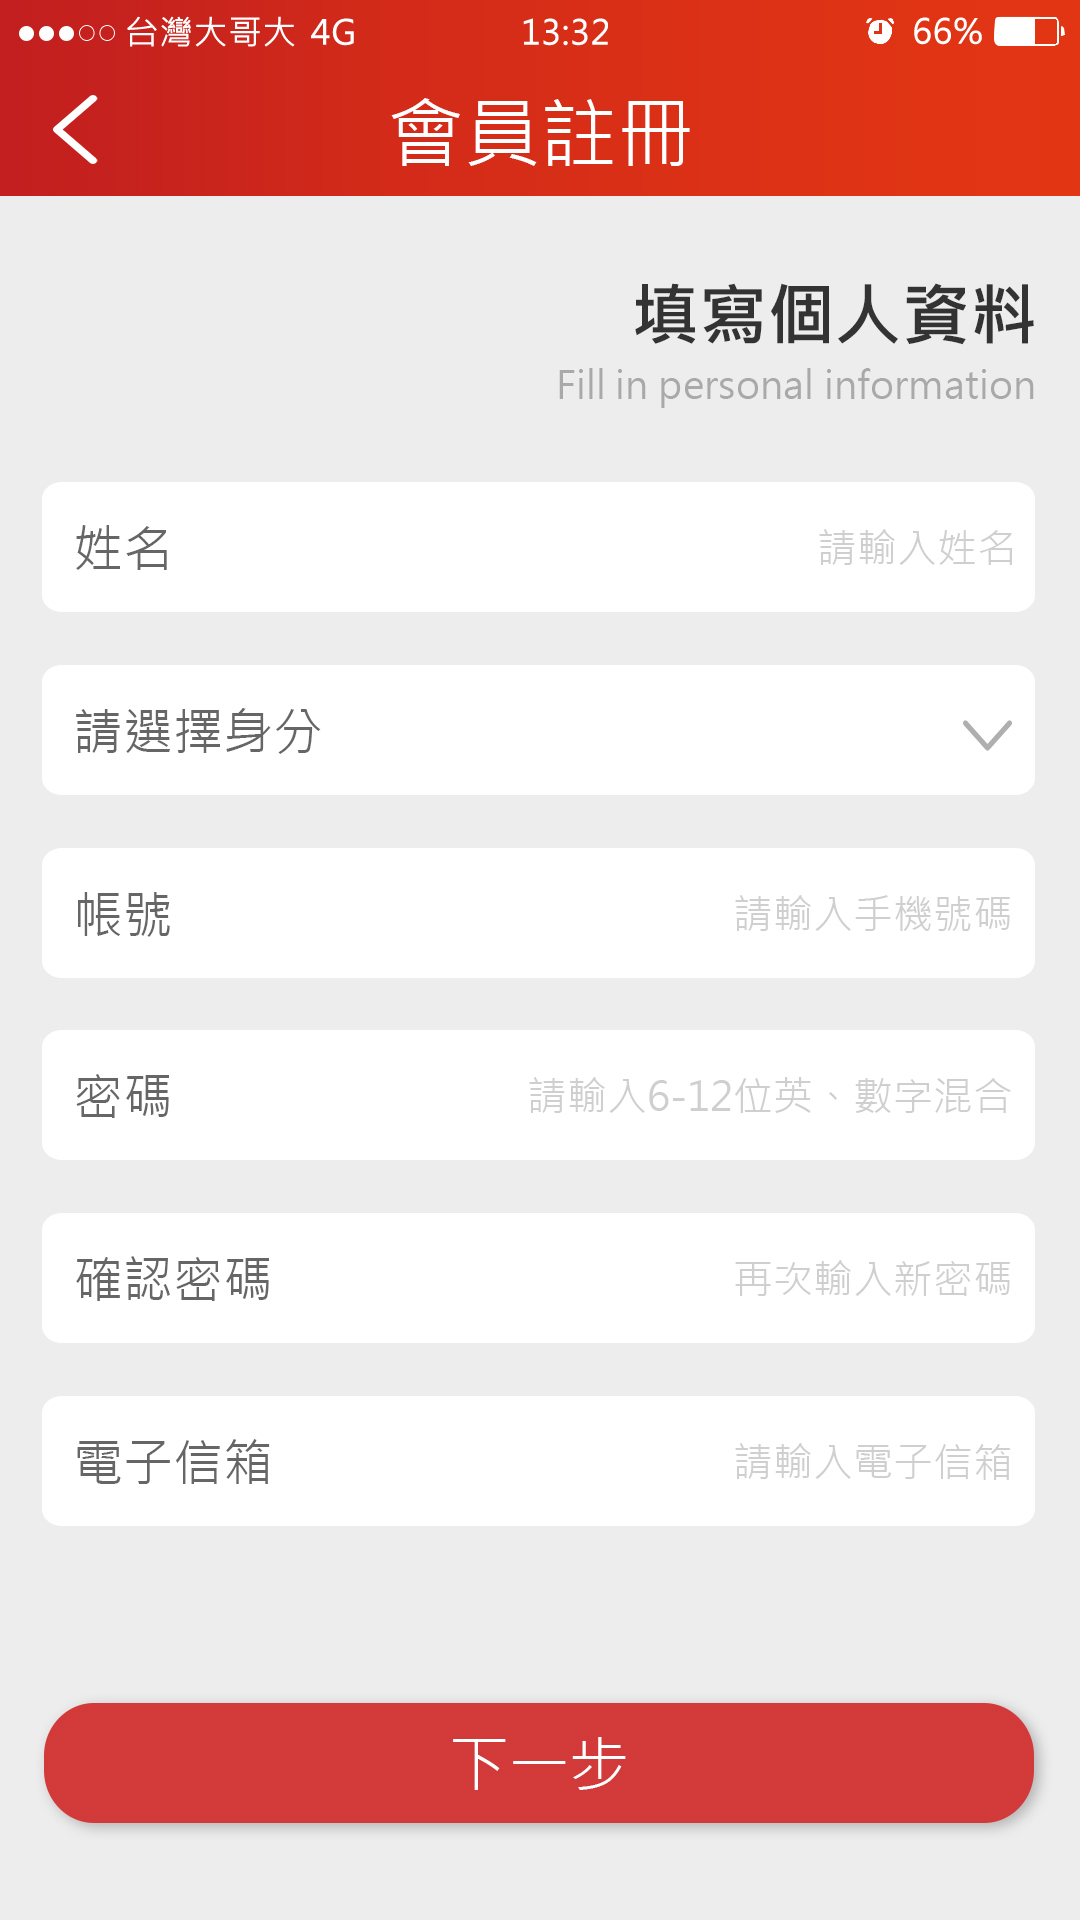 台灣大哥大 4G 13:32 66%
會員註冊
填寫個人資料
Fill in personal information
姓名 請輸入姓名
請選擇身分
帳號 請輸入手機號碼
密碼 請輸入6-12位英、數字混合
確認密碼 再次輸入新密碼
電子信箱 請輸入電子信箱
下一步